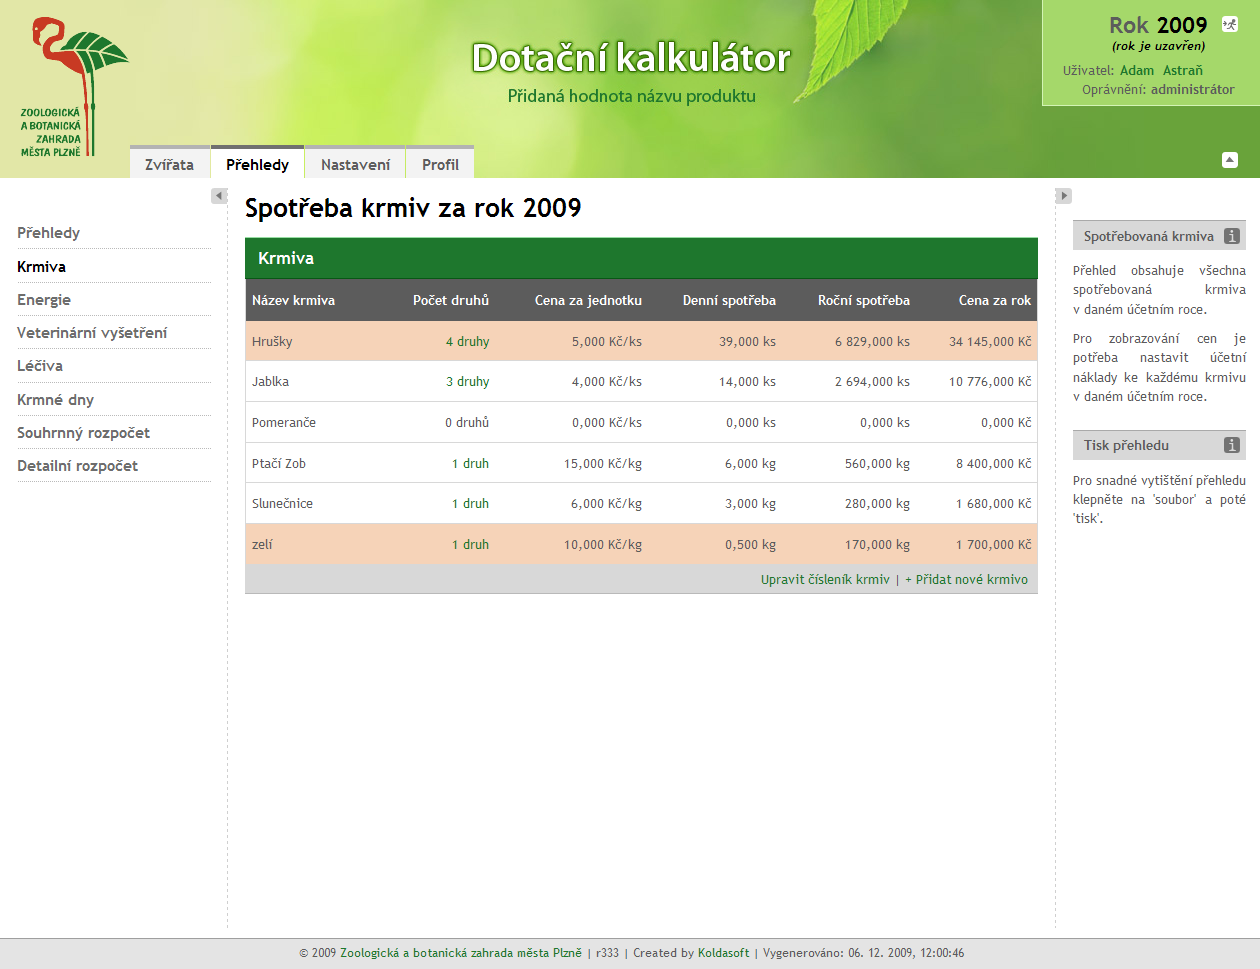 ZOOLOGICKÁ
A BOTANICKÁ
ZAHRADA
MĚSTA PLZNĚ
Dotační kalkulátor
Přidaná hodnota názvu produktu
Rok 2009
(rok je uzavřen)
Uživatel: Adam Astraň
Oprávnění: administrátor
Zvířata Přehledy Nastavení Profil
Přehledy
Krmiva
Energie
Veterinární vyšetření
Léčiva
Krmné dny
Souhrnný rozpočet
Detailní rozpočet
Spotřeba krmiv za rok 2009
Krmiva
Název krmiva Počet druhů Cena za jednotku Denní spotřeba Roční spotřeba Cena za rok
Hrušky 4 druhy 5,000 Kč/ks 39,000 ks 6 829,000 ks 34 145,000 Kč
Jablka 3 druhy 4,000 Kč/ks 14,000 ks 2 694,000 ks 10 776,000 Kč
Pomeranče 0 druhů 0,000 Kč/ks 0,000 ks 0,000 ks 0,000 Kč
Ptačí Zob 1 druh 15,000 Kč/kg 6,000 kg 560,000 kg 8 400,000 Kč
Slunečnice 1 druh 6,000 Kč/kg 3,000 kg 280,000 kg 1 680,000 Kč
zelí 1 druh 10,000 Kč/kg 0,500 kg 170,000 kg 1 700,000 Kč
Upravit čísleník krmiv | + Přidat nové krmivo
Spotřebovaná krmiva
Přehled obsahuje všechna
spotřebovaná krmiva
v daném účetním roce.
Pro zobrazování cen je
potřeba nastavit účetní
náklady ke každému krmivu
v daném účetním roce.
Tisk přehledu
Pro snadné vytištění přehledu
klepněte na 'soubor' a poté
'tisk'.
© 2009 Zoologická a botanická zahrada města Plzně | r333 | Created by Koldasoft | Vygenerováno: 06. 12. 2009, 12:00:46